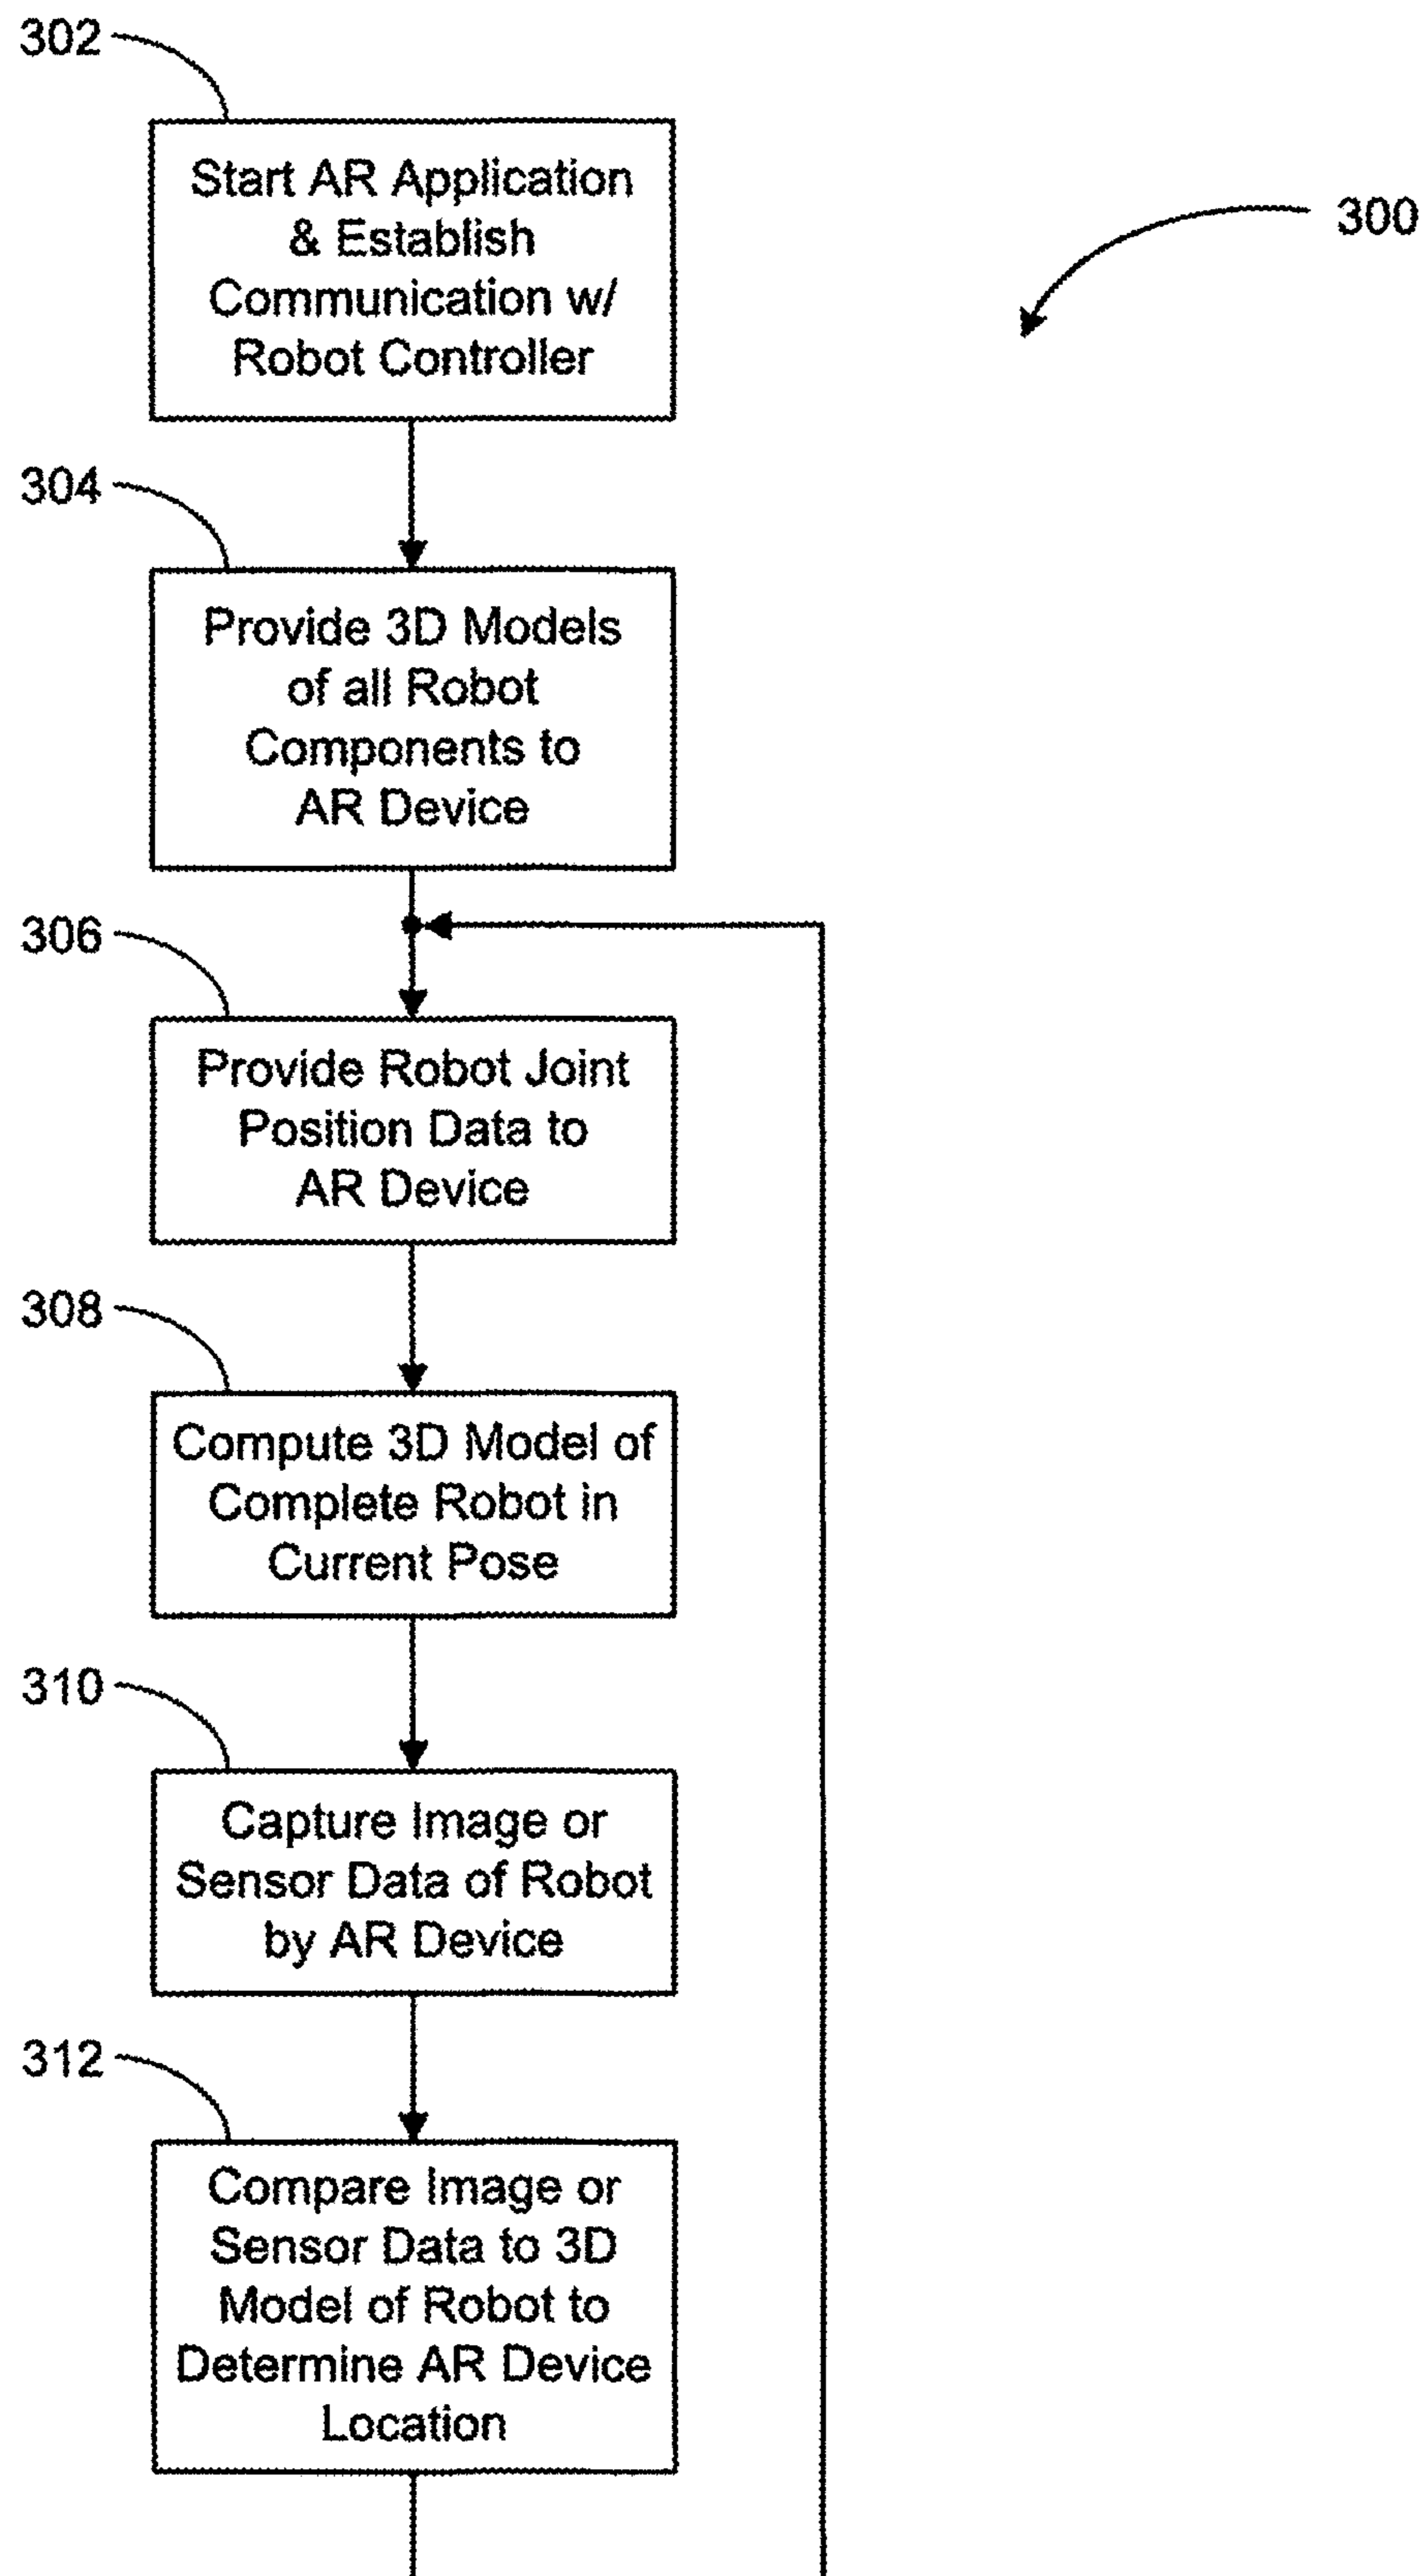 302
Start AR Application
& Establish
Communication w/
Robot Controller
300
304
Provide 3D Models
of all Robot
Components to
AR Device
306
Provide Robot Joint
Position Data to
AR Device
308
Compute 3D Model of
Complete Robot in
Current Pose
310
Capture Image or
Sensor Data of Robot
by AR Device
312
Compare Image or
Sensor Data to 3D
Model of Robot to
Determine AR Device
Location